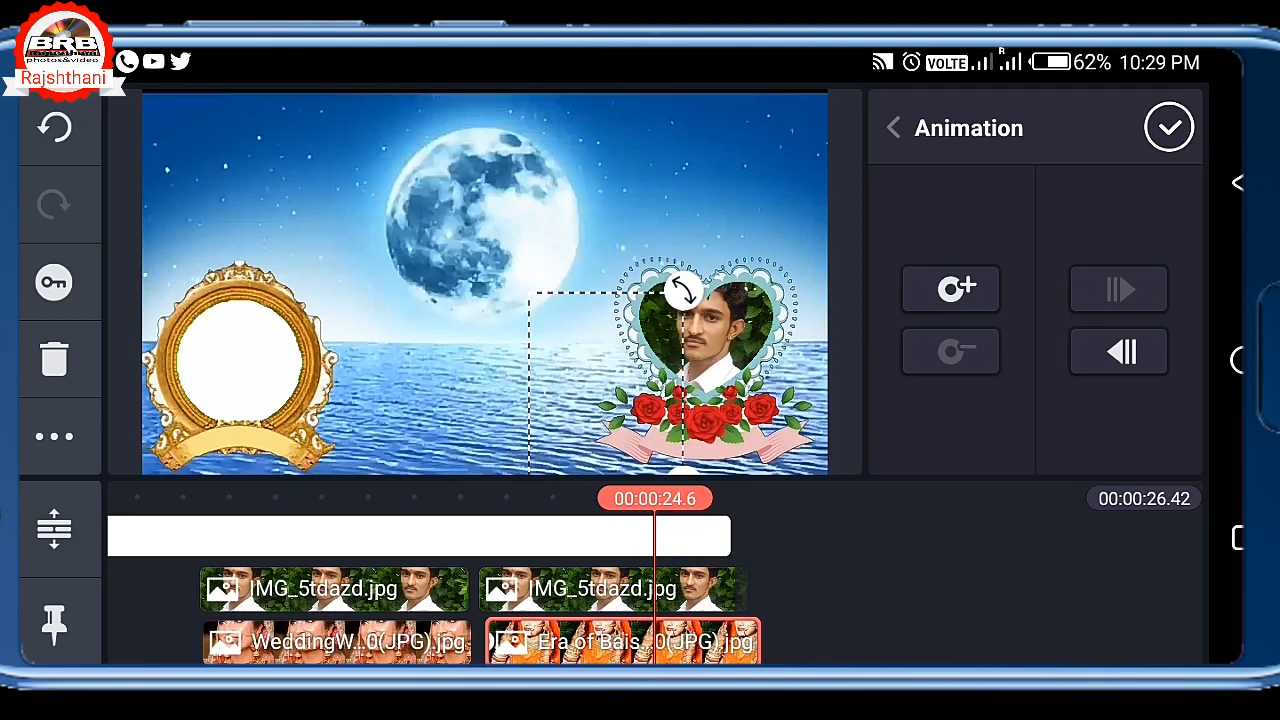 BRB
photos&video
Rajshthani
VOLTE
R
62%
10:29 PM
Animation
00:00:24.6
00:00:26.42
IMG_5tdazd.jpg
IMG_5tdazd.jpg
WeddingW...0(JPG).jpg
Era of Bais...0(JPG).jpg